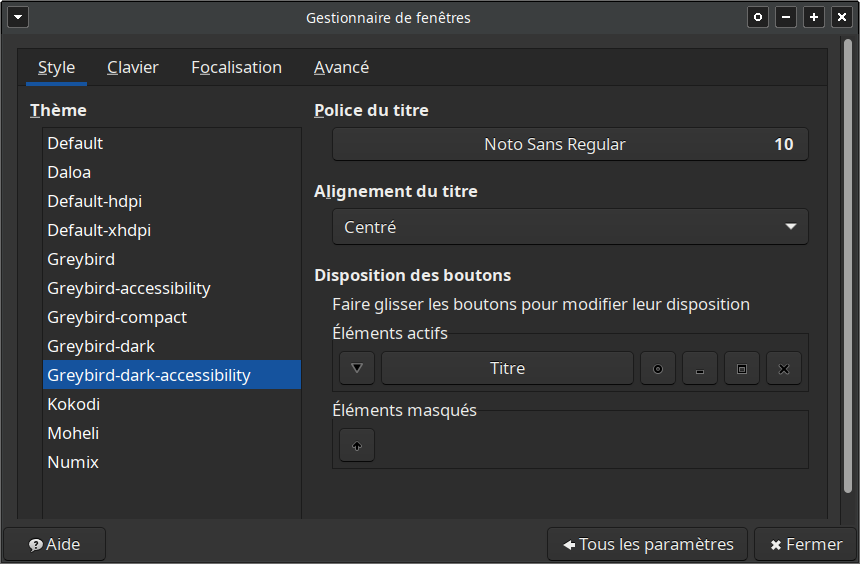 Gestionnaire de fenêtres
Style Clavier Focalisation Avancé
Thème
Default
Daloa
Default-hdpi
Default-xhdpi
Greybird
Greybird-accessibility
Greybird-compact
Greybird-dark
Greybird-dark-accessibility
Kokodi
Moheli
Numix
Police du titre
Noto Sans Regular 10
Alignement du titre
Centré
Disposition des boutons
Faire glisser les boutons pour modifier leur disposition
Éléments actifs
Titre
Éléments masqués
Aide Tous les paramètres Fermer